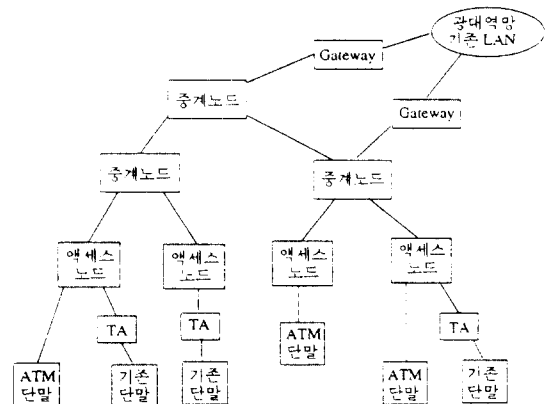 광대역망
기존 LAN
Gateway
중계노드
Gateway
중계노드
중계노드
액세스
노드
액세스
노드
액세스
노드
액세스
노드
TA
TA
ATM
단말
TA
ATM
단말
기존
단말
기존
단말
ATM
단말
기존
단말